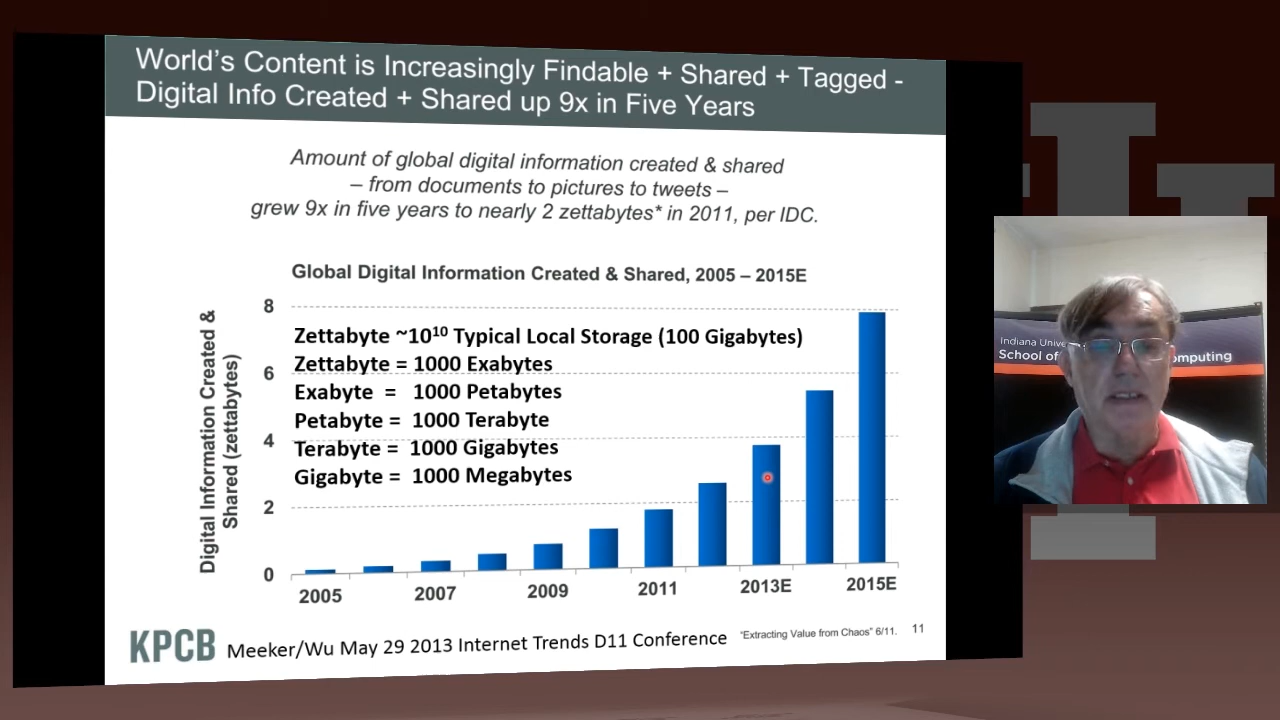 World's Content is Increasingly Findable + Shared + Tagged -
Digital Info Created + Shared up 9x in Five Years
Amount of global digital information created & shared
– from documents to pictures to tweets –
grew 9x in five years to nearly 2 zettabytes* in 2011, per IDC.
Global Digital Information Created & Shared, 2005 – 2015E
Digital Information Created &
Shared (zettabytes)
8
6
4
2
0
Zettabyte ~10¹⁰ Typical Local Storage (100 Gigabytes)
Zettabyte = 1000 Exabytes
Exabyte = 1000 Petabytes
Petabyte = 1000 Terabyte
Terabyte = 1000 Gigabytes
Gigabyte = 1000 Megabytes
2005 2007 2009 2011 2013E 2015E
KPCB
Meeker/Wu May 29 2013 Internet Trends D11 Conference
"Extracting Value from Chaos" 6/11.
11
Indiana
School of